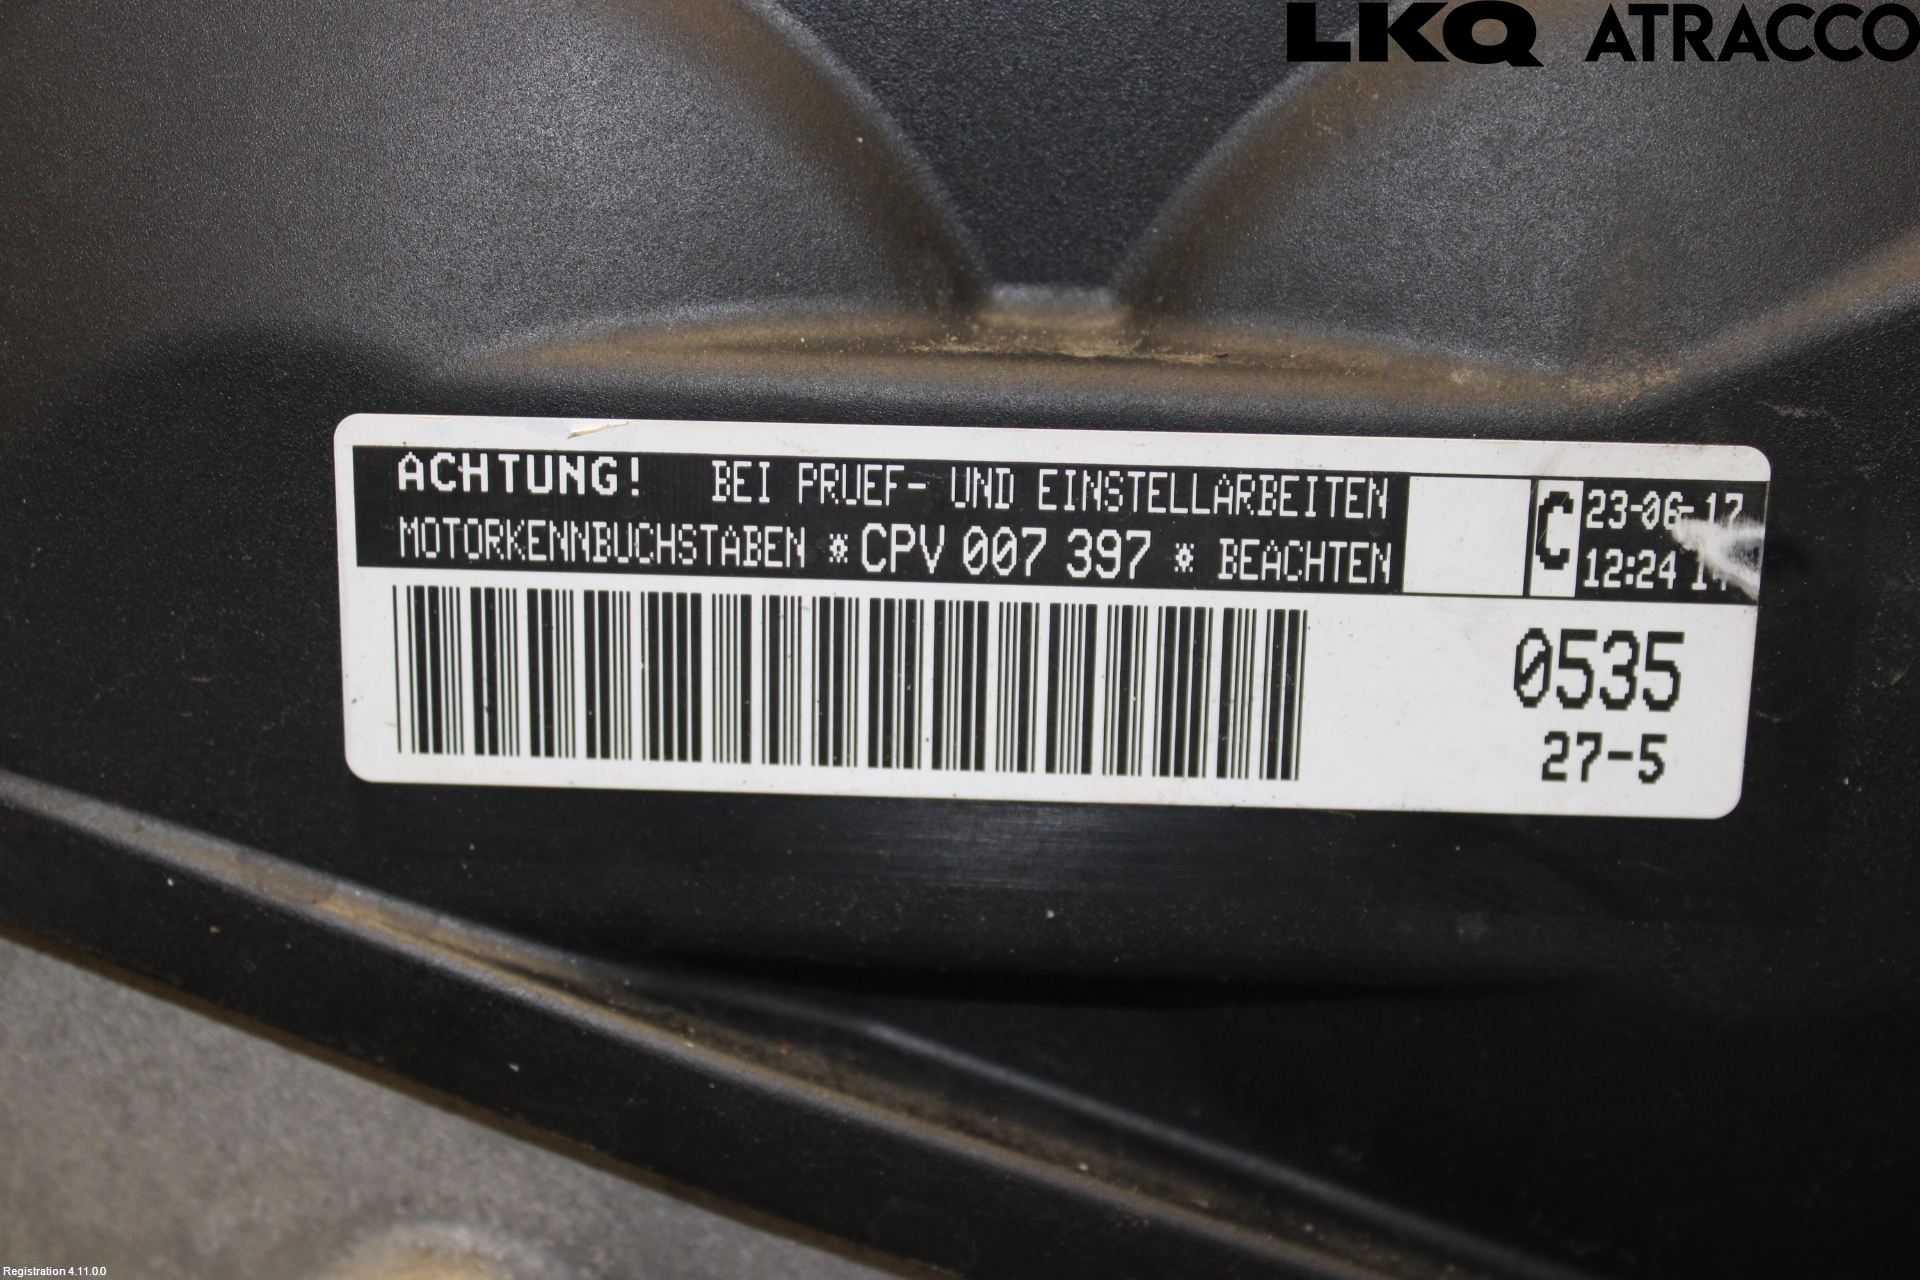 LKQ ATRACCO
ACHTUNG! BEI PRUEF- UND EINSTELLARBEITEN
MOTORKENNBUCHSTABEN *CPV 007 397 * BEACHTEN
C
23-06-17
12:24
0535
27-5
Registration 4.11.0.0